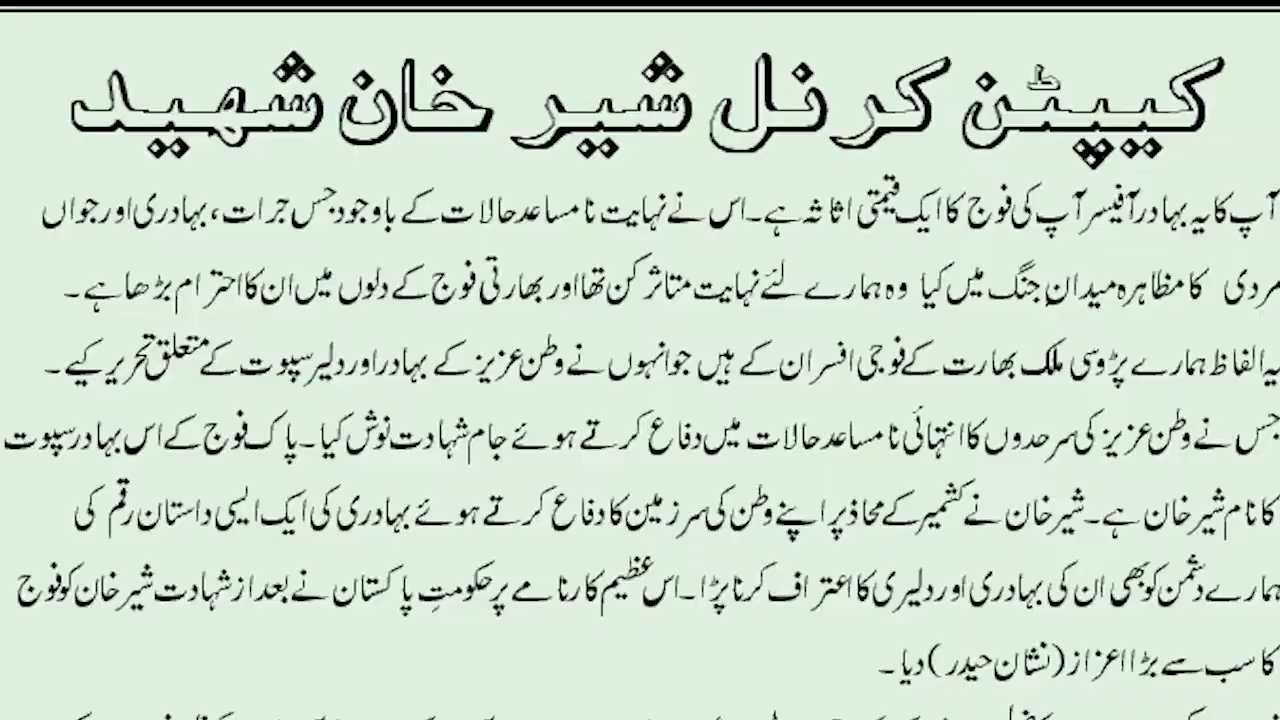 کیپٹن کرنل شیر خان شہید
آپ کا یہ بہادر آفیسر آپ کی فوج کا ایک قیمتی اثاثہ ہے۔ اس نے نہایت نامساعد حالات کے باوجود جس جرات، بہادری اور جواں
مردی کا مظاہرہ میدانِ جنگ میں کیا وہ ہمارے لئے نہایت متاثر کن تھا اور بھارتی فوج کے دلوں میں ان کا احترام بڑھا ہے۔
یہ الفاظ ہمارے پڑوسی ملک بھارت کے فوجی افسران کے ہیں جو انہوں نے وطن عزیز کے بہادر اور دلیر سپوت کے متعلق تحریر کیے۔
جس نے وطن عزیز کی سرحدوں کا انتہائی نامساعد حالات میں دفاع کرتے ہوئے جام شہادت نوش کیا۔ پاک فوج کے اس بہادر سپوت
کا نام شیر خان ہے۔ شیر خان نے کشمیر کے محاذ پر اپنے وطن کی سرزمین کا دفاع کرتے ہوئے بہادری کی ایک ایسی داستان رقم کی
ہمارے دشمن کو بھی ان کی بہادری اور دلیری کا اعتراف کرنا پڑا۔ اس عظیم کارنامے پر حکومتِ پاکستان نے بعد از شہادت شیر خان کو فوج
کا سب سے بڑا اعزاز (نشان حیدر) دیا۔